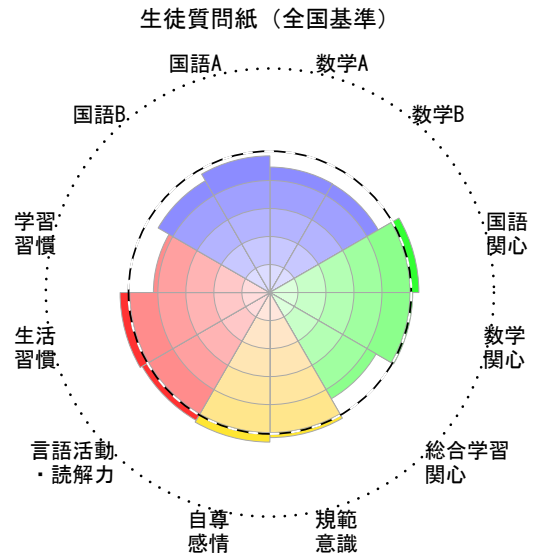 生徒質問紙（全国基準）
国語A
数学A
国語B
数学B
学習
習慣
国語
関心
生活
習慣
数学
関心
言語活動
・読解力
総合学習
関心
自尊
感情
規範
意識